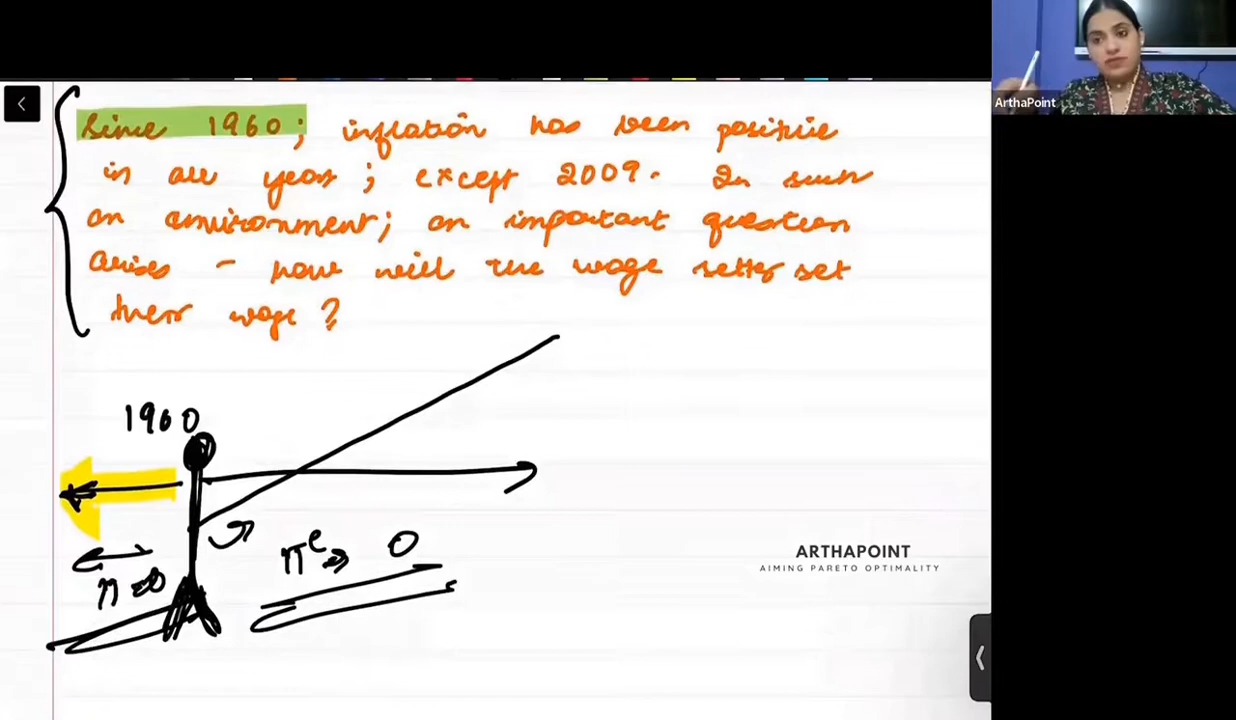 ArthaPoint
Since 1960; inflation has been positive
in all years; except 2009. In such
an environment; an important question
arises - how will the wage setters set
their wage?
1960
π = 0
πe → 0
ARTHAPOINT
AIMING PARETO OPTIMALITY